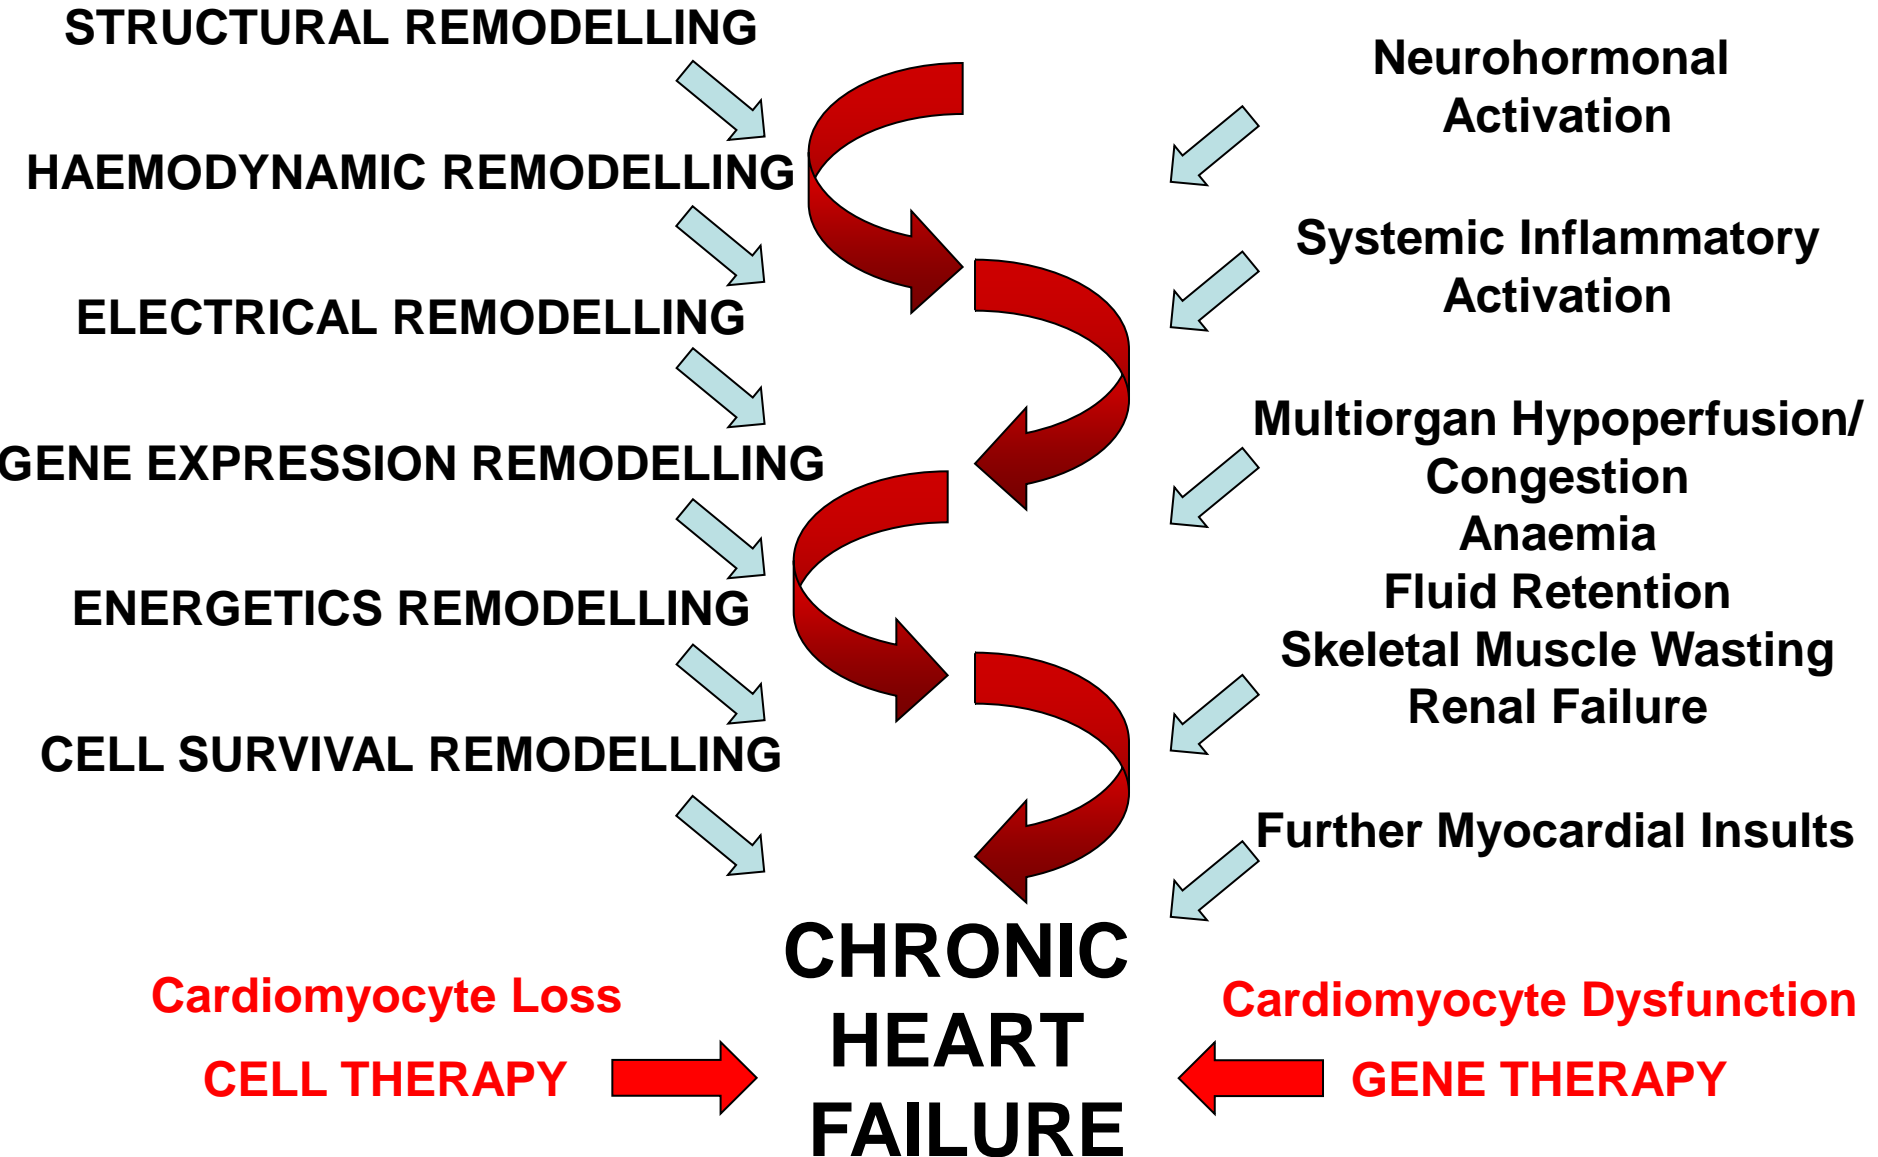 STRUCTURAL REMODELLING
HAEMODYNAMIC REMODELLING
ELECTRICAL REMODELLING
GENE EXPRESSION REMODELLING
ENERGETICS REMODELLING
CELL SURVIVAL REMODELLING
Neurohormonal
Activation
Systemic Inflammatory
Activation
Multiorgan Hypoperfusion/
Congestion
Anaemia
Fluid Retention
Skeletal Muscle Wasting
Renal Failure
Further Myocardial Insults
CHRONIC
HEART
FAILURE
Cardiomyocyte Loss
CELL THERAPY
Cardiomyocyte Dysfunction
GENE THERAPY